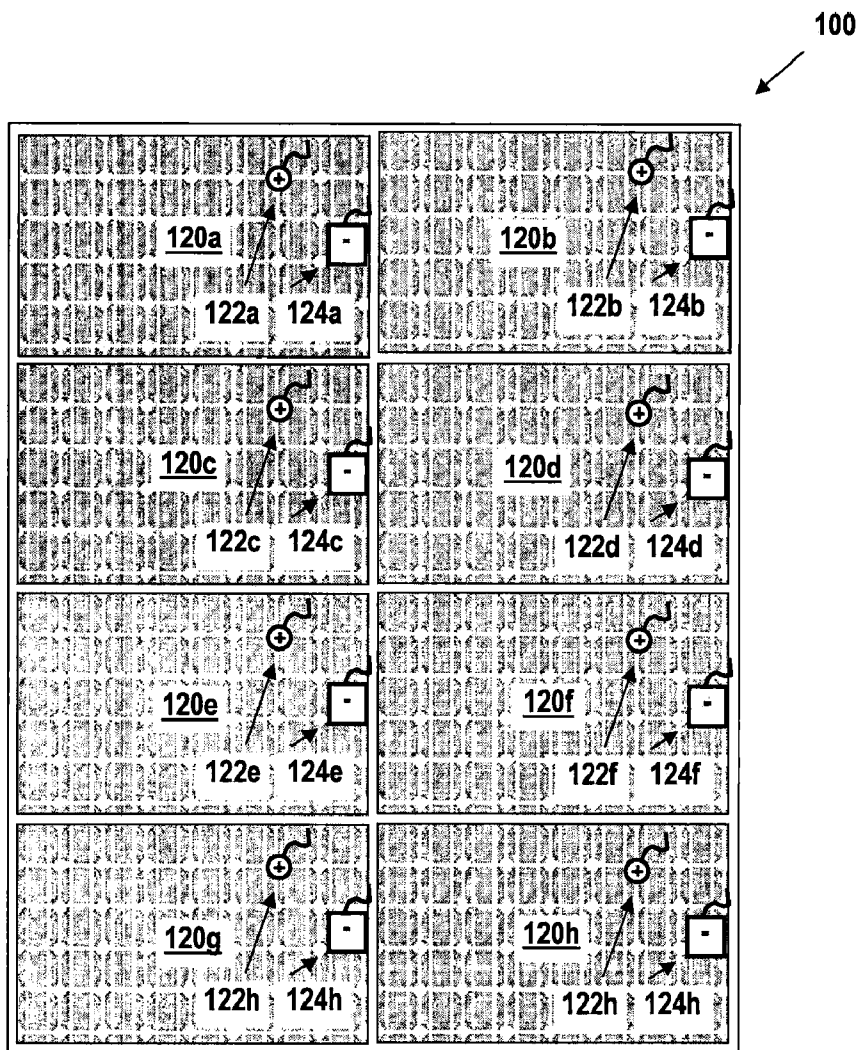 100
+ +
120a - 120b -
122a 124a 122b 124b
+ +
120c - 120d -
122c 124c 122d 124d
+ +
120e - 120f -
122e 124e 122f 124f
+ +
120g - 120h -
122h 124h 122h 124h